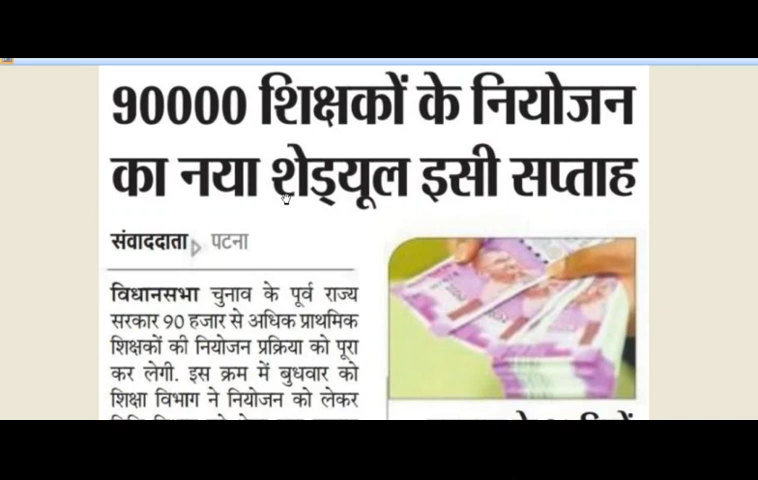 90000 शिक्षकों के नियोजन
का नया शेड्यूल इसी सप्ताह
संवाददाता पटना
विधानसभा चुनाव के पूर्व राज्य
सरकार 90 हजार से अधिक प्राथमिक
शिक्षकों की नियोजन प्रक्रिया को पूरा
कर लेगी. इस क्रम में बुधवार को
शिक्षा विभाग ने नियोजन को लेकर